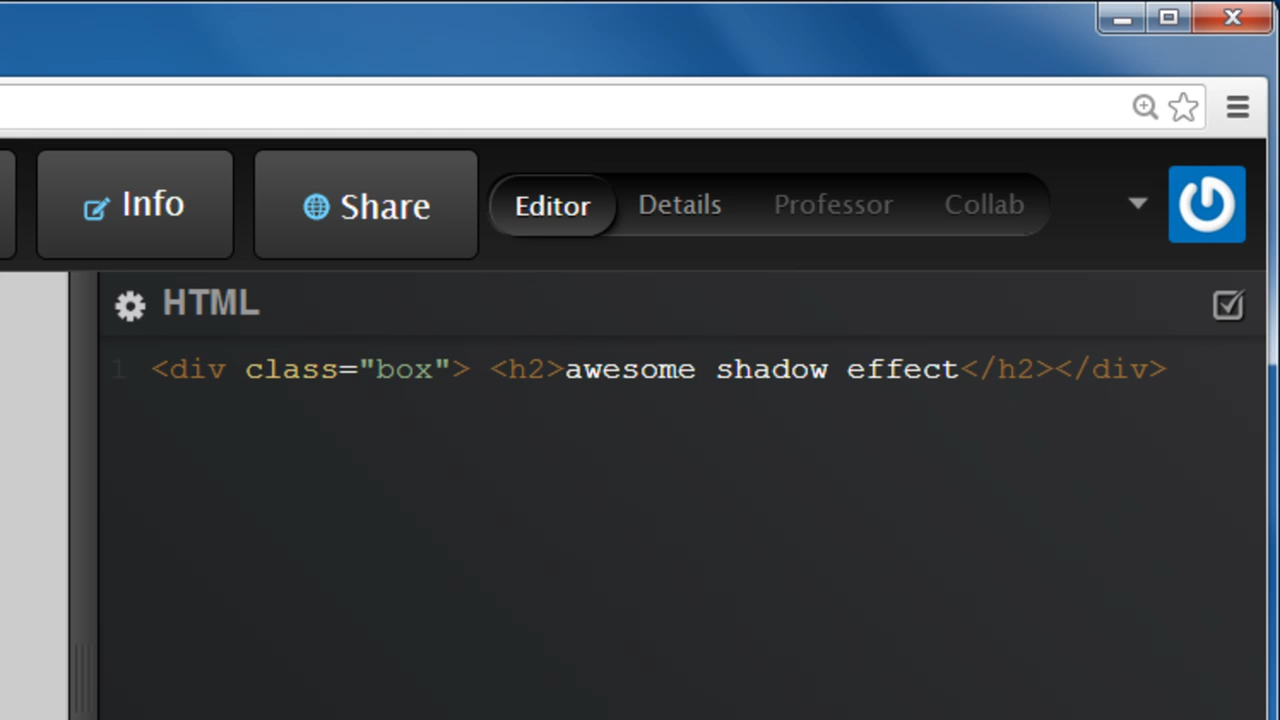 Info Share Editor Details Professor Collab
HTML
1 <div class="box"> <h2>awesome shadow effect</h2></div>